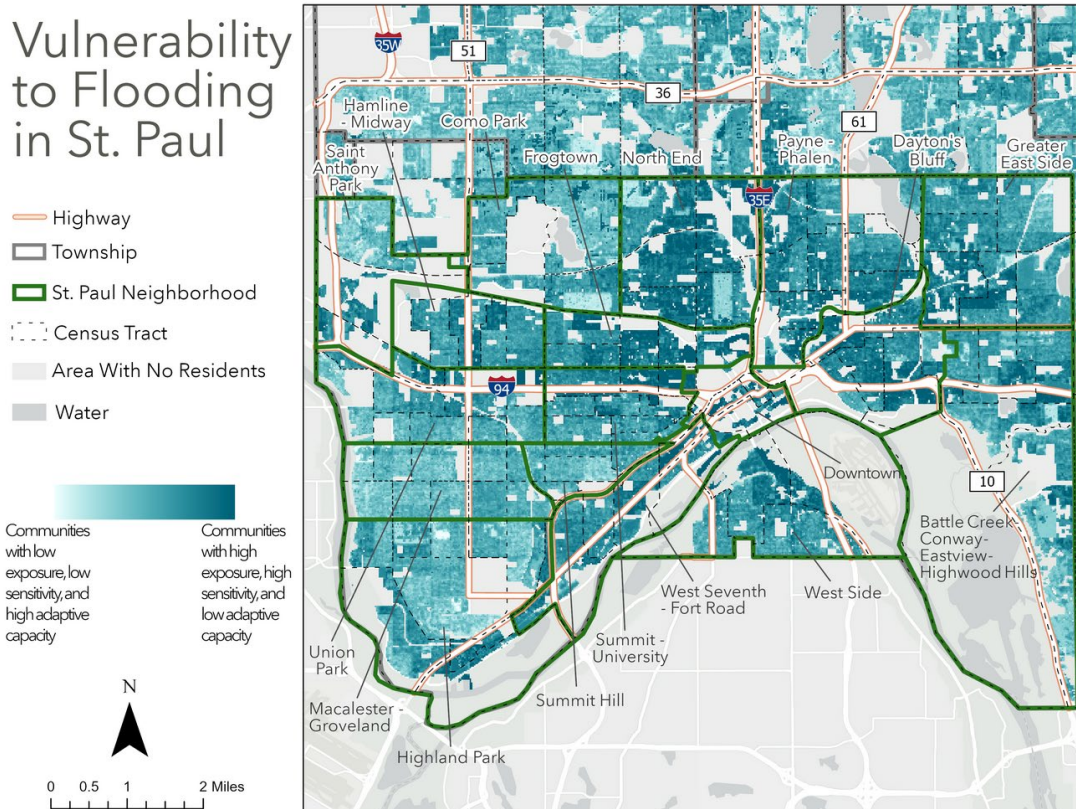 Vulnerability
to Flooding
in St. Paul
Highway
Township
St. Paul Neighborhood
Census Tract
Area With No Residents
Water
Communities
with low
exposure, low
sensitivity, and
high adaptive
capacity
Communities
with high
exposure, high
sensitivity, and
low adaptive
capacity
N
0 0.5 1 2 Miles
35W
51
36
61
Hamline
- Midway
Como Park
Saint
Anthony
Park
Frogtown
North End
Payne -
Phalen
Dayton's
Bluff
Greater
East Side
35E
94
Downtown
10
Battle Creek-
Conway-
Eastview-
Highwood Hills
West Seventh
- Fort Road
West Side
Union
Park
Summit -
University
Macalester -
Groveland
Summit Hill
Highland Park